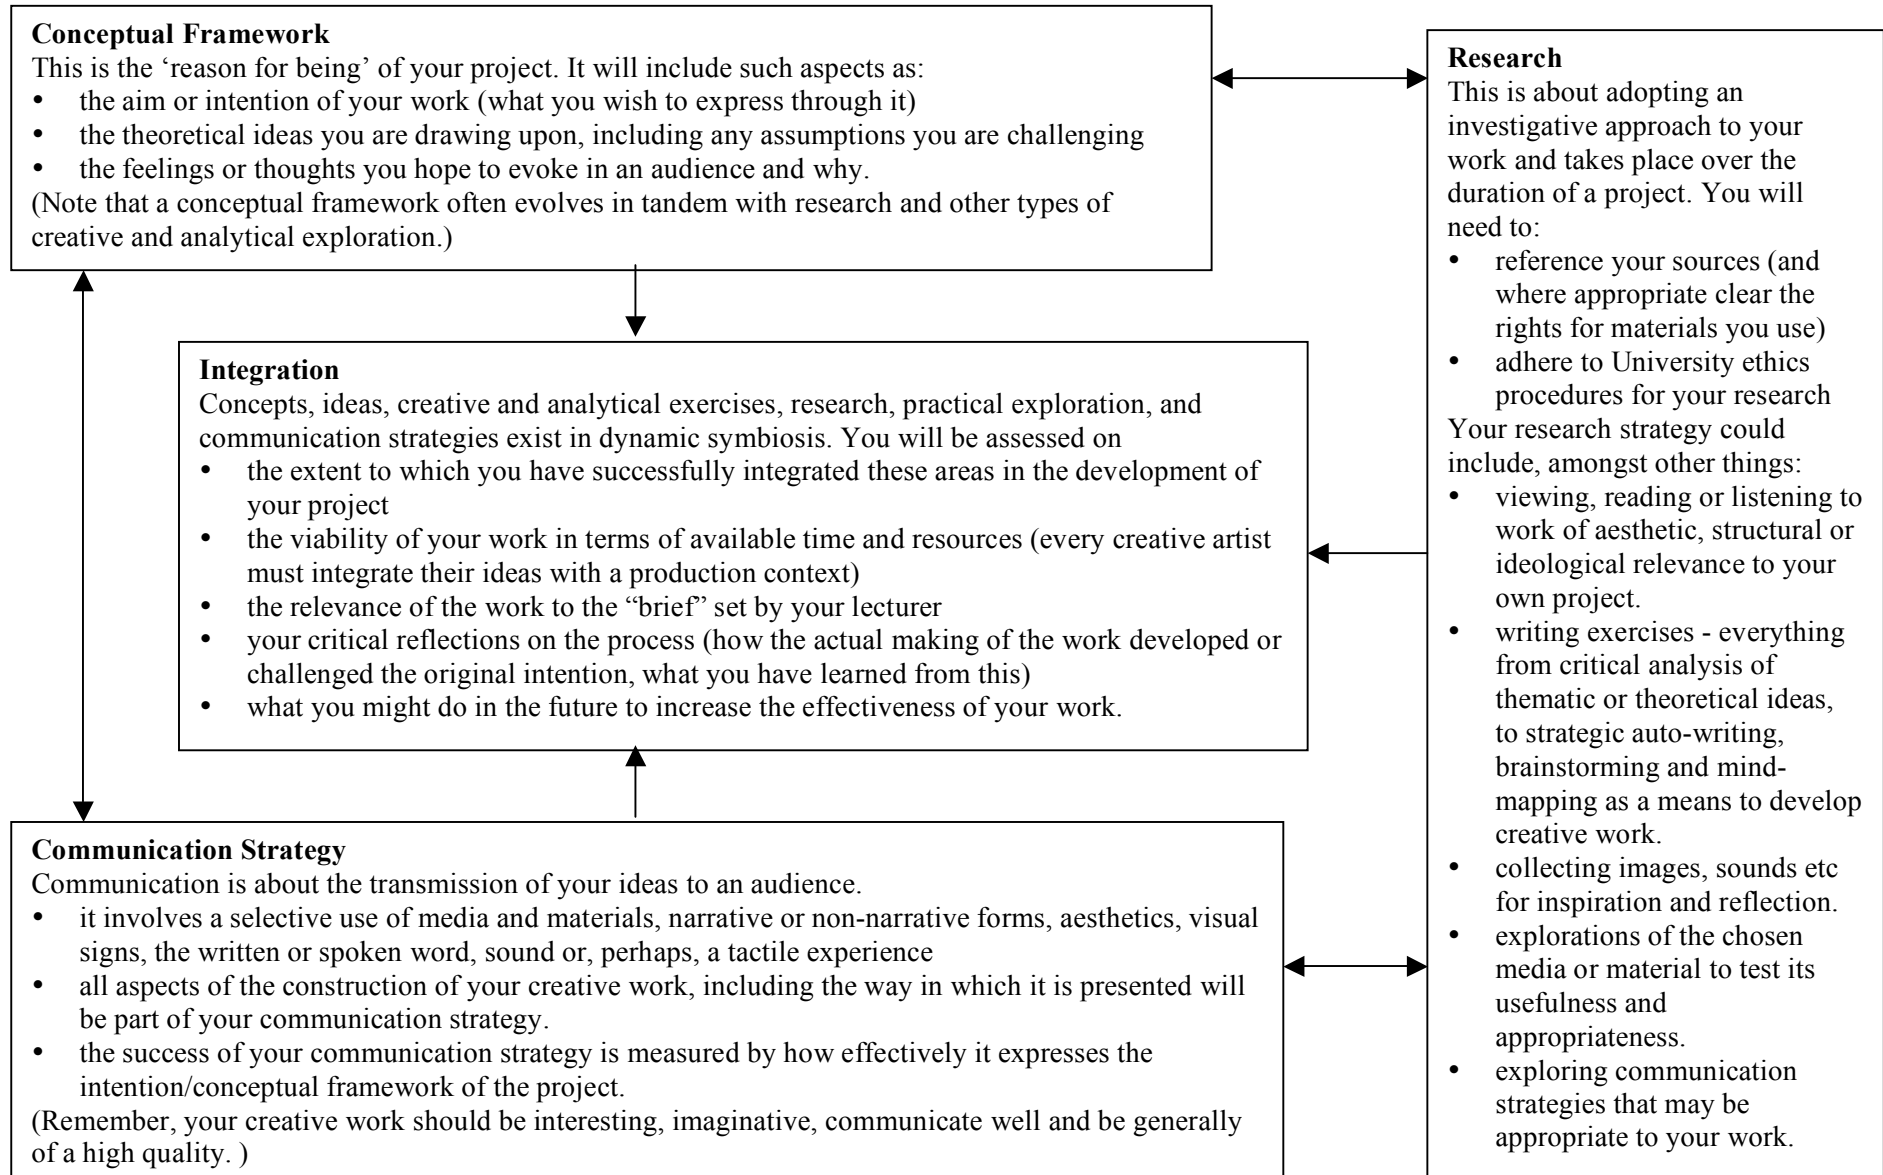 Conceptual Framework
This is the ‘reason for being’ of your project. It will include such aspects as:
• the aim or intention of your work (what you wish to express through it)
• the theoretical ideas you are drawing upon, including any assumptions you are challenging
• the feelings or thoughts you hope to evoke in an audience and why.
(Note that a conceptual framework often evolves in tandem with research and other types of
creative and analytical exploration.)
Integration
Concepts, ideas, creative and analytical exercises, research, practical exploration, and
communication strategies exist in dynamic symbiosis. You will be assessed on
• the extent to which you have successfully integrated these areas in the development of
your project
• the viability of your work in terms of available time and resources (every creative artist
must integrate their ideas with a production context)
• the relevance of the work to the “brief” set by your lecturer
• your critical reflections on the process (how the actual making of the work developed or
challenged the original intention, what you have learned from this)
• what you might do in the future to increase the effectiveness of your work.
Communication Strategy
Communication is about the transmission of your ideas to an audience.
• it involves a selective use of media and materials, narrative or non-narrative forms, aesthetics, visual
signs, the written or spoken word, sound or, perhaps, a tactile experience
• all aspects of the construction of your creative work, including the way in which it is presented will
be part of your communication strategy.
• the success of your communication strategy is measured by how effectively it expresses the
intention/conceptual framework of the project.
(Remember, your creative work should be interesting, imaginative, communicate well and be generally
of a high quality. )
Research
This is about adopting an
investigative approach to your
work and takes place over the
duration of a project. You will
need to:
• reference your sources (and
where appropriate clear the
rights for materials you use)
• adhere to University ethics
procedures for your research
Your research strategy could
include, amongst other things:
• viewing, reading or listening to
work of aesthetic, structural or
ideological relevance to your
own project.
• writing exercises - everything
from critical analysis of
thematic or theoretical ideas,
to strategic auto-writing,
brainstorming and mind-
mapping as a means to develop
creative work.
• collecting images, sounds etc
for inspiration and reflection.
• explorations of the chosen
media or material to test its
usefulness and
appropriateness.
• exploring communication
strategies that may be
appropriate to your work.